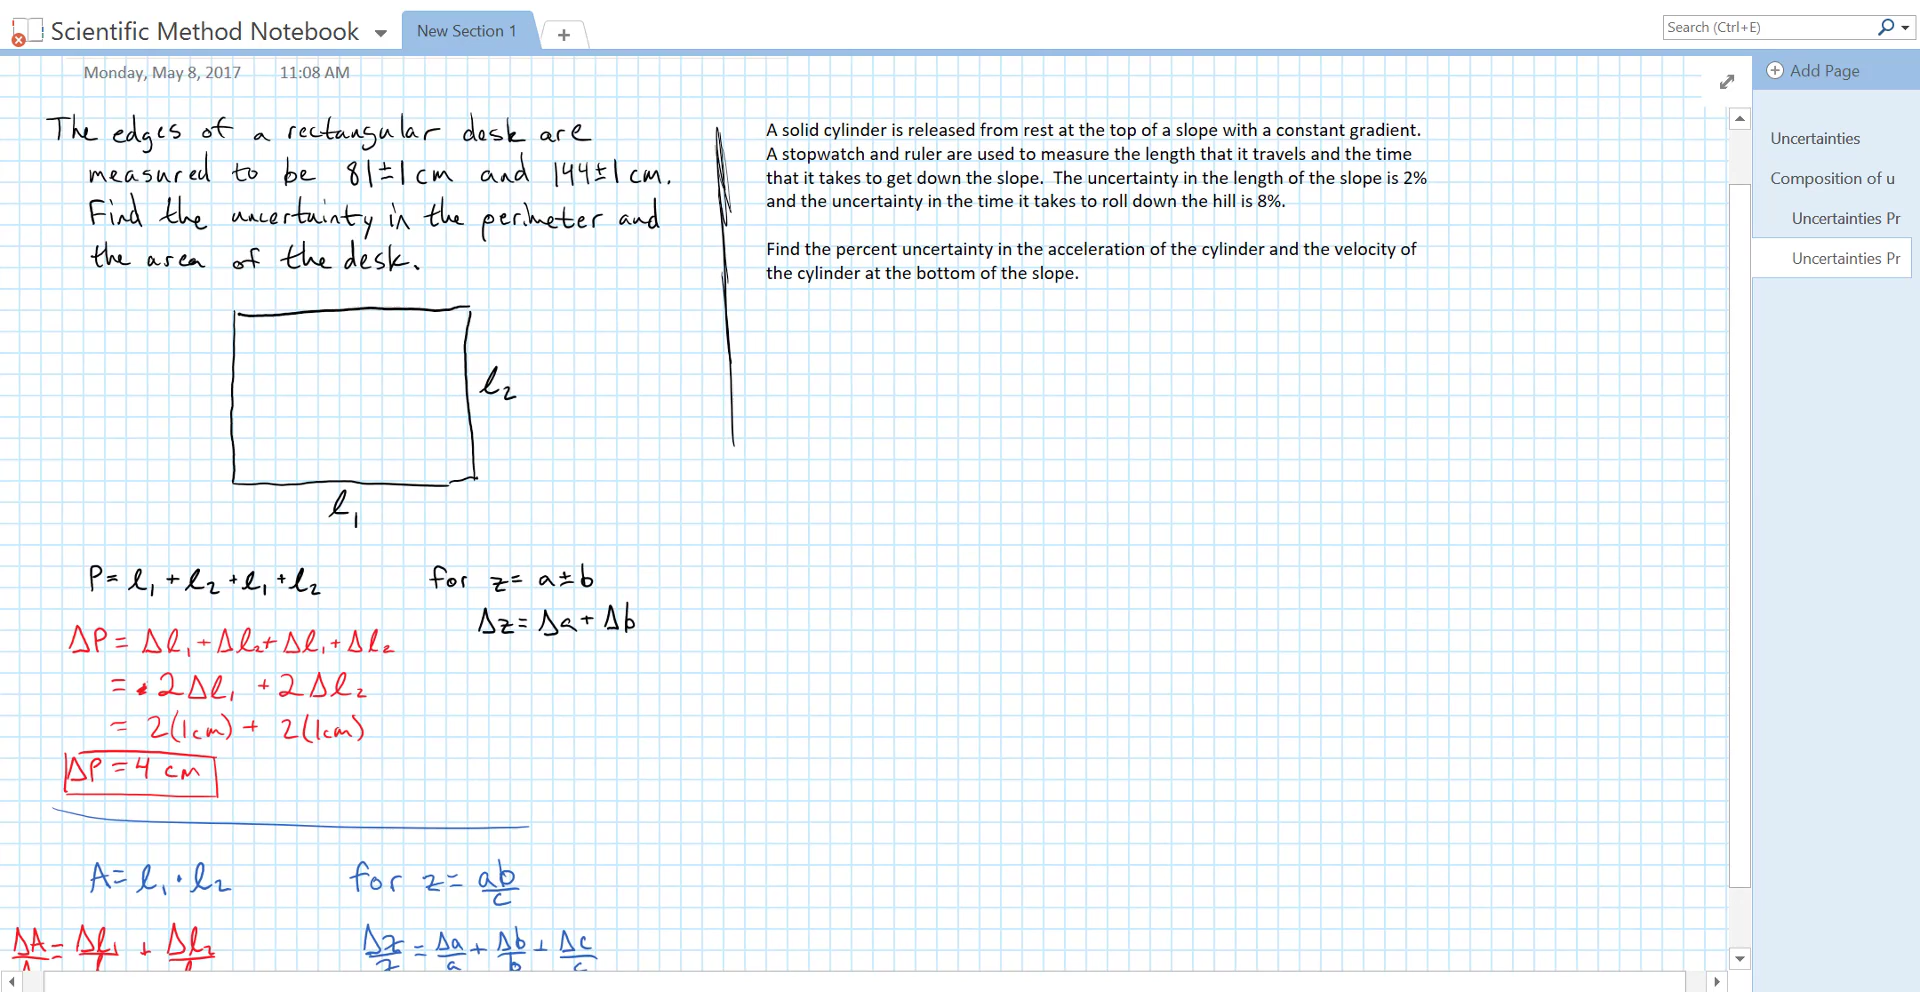 Scientific Method Notebook
New Section 1
+
Search (Ctrl+E)
Monday, May 8, 2017 11:08 AM
Add Page
Uncertainties
Composition of u
Uncertainties Pr
Uncertainties Pr
The edges of a rectangular desk are
measured to be 81±1 cm and 144±1 cm.
Find the uncertainty in the perimeter and
the area of the desk.
l₂
l₁
P = l₁ + l₂ + l₁ + l₂
for z = a ± b
Δz = Δa + Δb
ΔP = Δl₁ + Δl₂ + Δl₁ + Δl₂
= 2Δl₁ + 2Δl₂
= 2(1cm) + 2(1cm)
ΔP = 4 cm
A = l₁ · l₂
for z = ab/c
ΔA = Δl₁ + Δl₂
Δz/z = Δa/a + Δb/b + Δc/c
A solid cylinder is released from rest at the top of a slope with a constant gradient.
A stopwatch and ruler are used to measure the length that it travels and the time
that it takes to get down the slope. The uncertainty in the length of the slope is 2%
and the uncertainty in the time it takes to roll down the hill is 8%.
Find the percent uncertainty in the acceleration of the cylinder and the velocity of
the cylinder at the bottom of the slope.